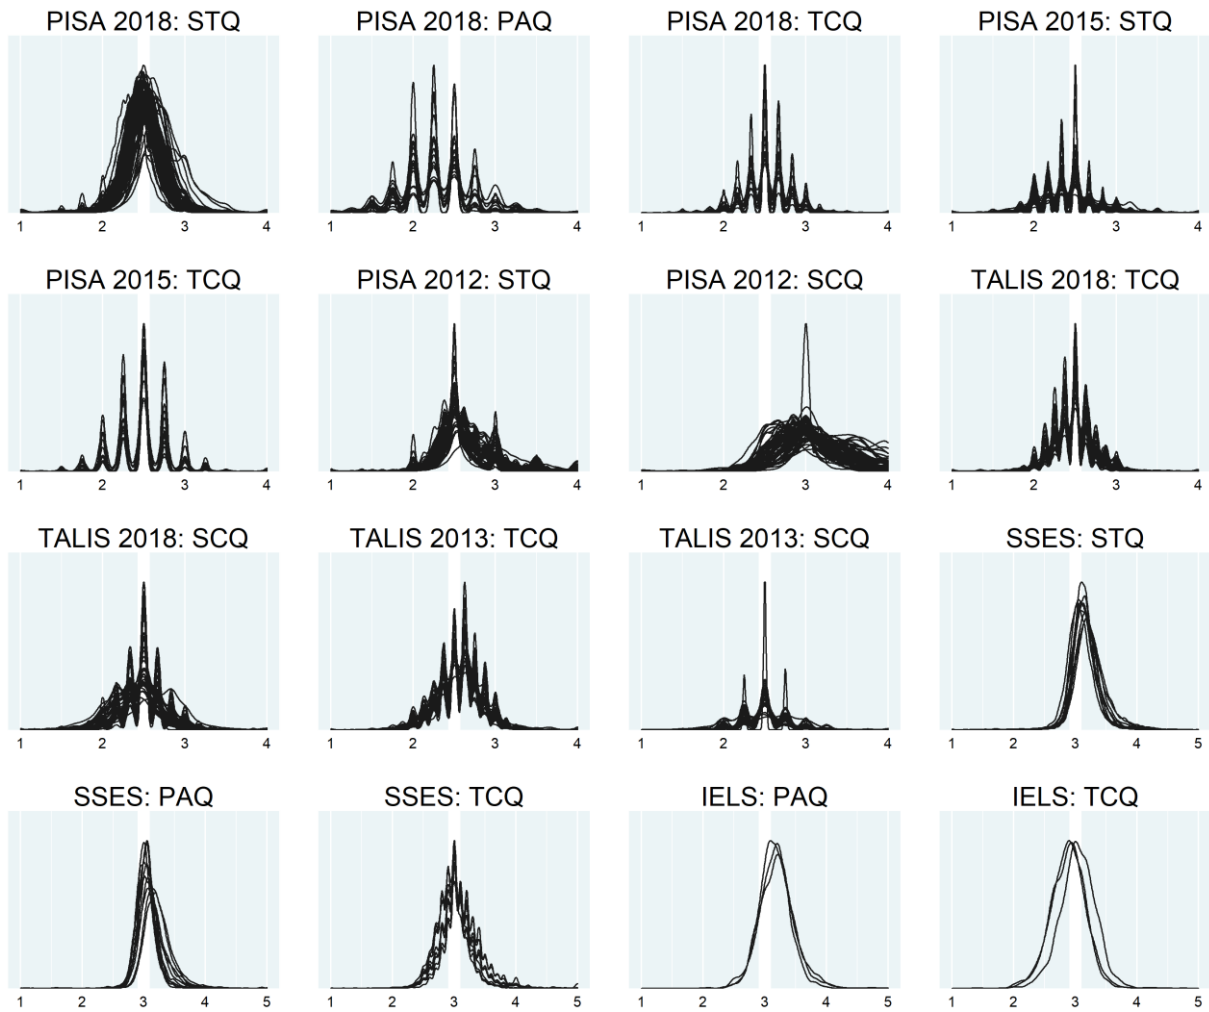 PISA 2018: STQ PISA 2018: PAQ PISA 2018: TCQ PISA 2015: STQ
1 2 3 4 1 2 3 4 1 2 3 4 1 2 3 4
PISA 2015: TCQ PISA 2012: STQ PISA 2012: SCQ TALIS 2018: TCQ
1 2 3 4 1 2 3 4 1 2 3 4 1 2 3 4
TALIS 2018: SCQ TALIS 2013: TCQ TALIS 2013: SCQ SSES: STQ
1 2 3 4 1 2 3 4 1 2 3 4 1 2 3 4 5
SSES: PAQ SSES: TCQ IELS: PAQ IELS: TCQ
1 2 3 4 5 1 2 3 4 5 1 2 3 4 5 1 2 3 4 5